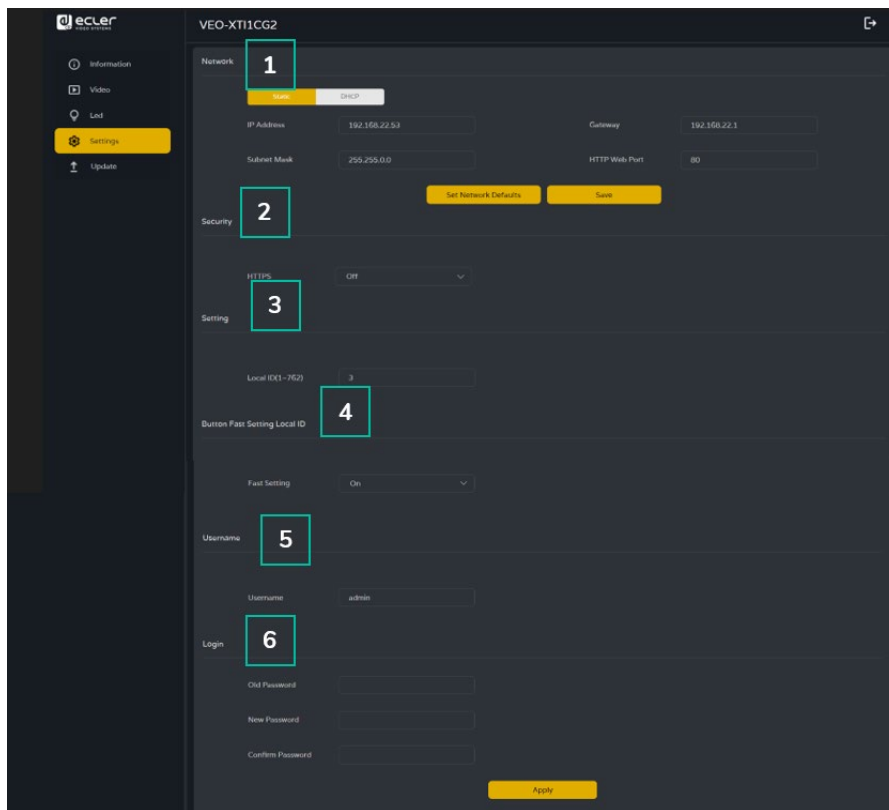 ecler
VIDEO SYSTEMS
VEO-XTI1CG2
Information
Video
Led
Settings
Update
Network
1
Static
DHCP
IP Address
192.168.22.53
Gateway
192.168.22.1
Subnet Mask
255.255.0.0
HTTP Web Port
80
Set Network Defaults
Save
2
Security
HTTPS
Off
3
Setting
Local ID(1~762)
3
4
Button Fast Setting Local ID
Fast Setting
On
5
Username
Username
admin
6
Login
Old Password
New Password
Confirm Password
Apply